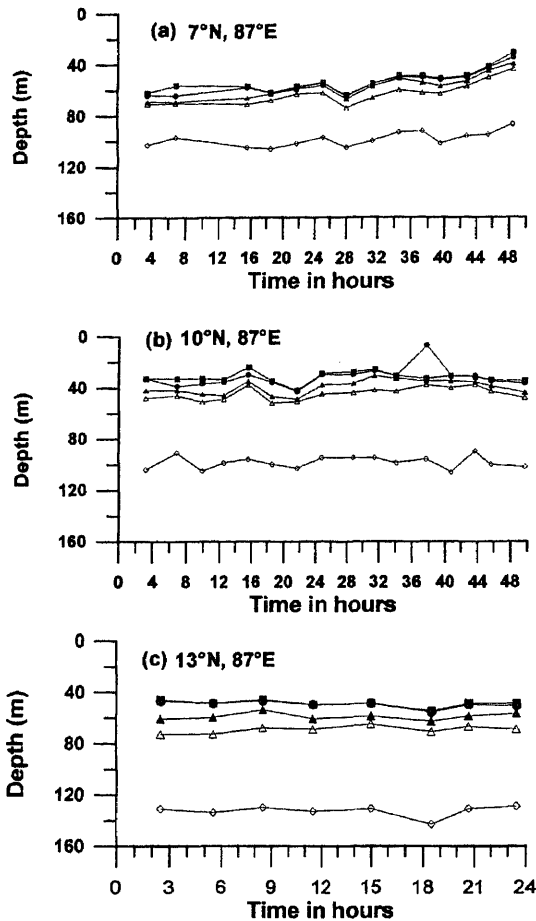 (a) 7°N, 87°E
Depth (m)
0
40
80
120
160
0 4 8 12 16 20 24 28 32 36 40 44 48
Time in hours
(b) 10°N, 87°E
Depth (m)
0
40
80
120
160
0 4 8 12 16 20 24 28 32 36 40 44 48
Time in hours
(c) 13°N, 87°E
Depth (m)
0
40
80
120
160
0 3 6 9 12 15 18 21 24
Time in hours